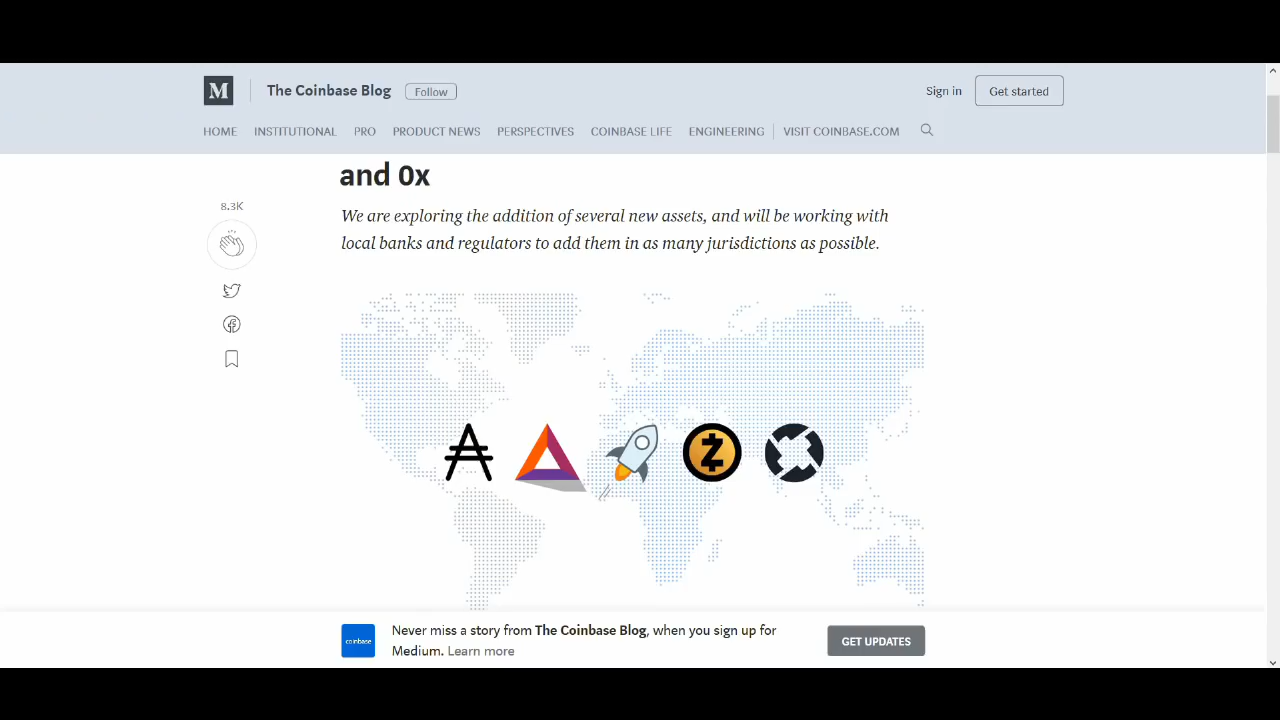 M
The Coinbase Blog
Follow
Sign in
Get started
HOME
INSTITUTIONAL
PRO
PRODUCT NEWS
PERSPECTIVES
COINBASE LIFE
ENGINEERING
VISIT COINBASE.COM
and 0x
8.3K
We are exploring the addition of several new assets, and will be working with
local banks and regulators to add them in as many jurisdictions as possible.
coinbase
Never miss a story from The Coinbase Blog, when you sign up for
Medium. Learn more
GET UPDATES